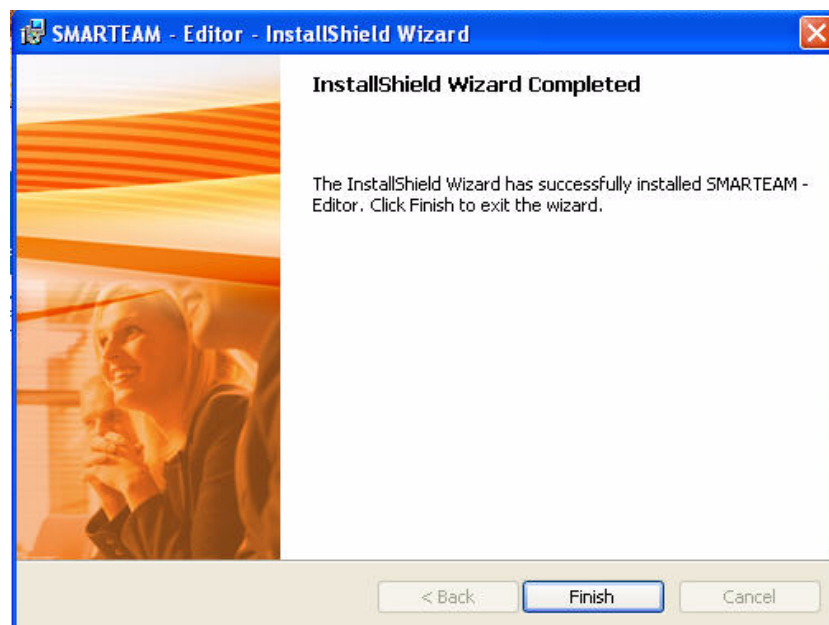 SMARTEAM - Editor - InstallShield Wizard
InstallShield Wizard Completed
The InstallShield Wizard has successfully installed SMARTEAM -
Editor. Click Finish to exit the wizard.
< Back
Finish
Cancel